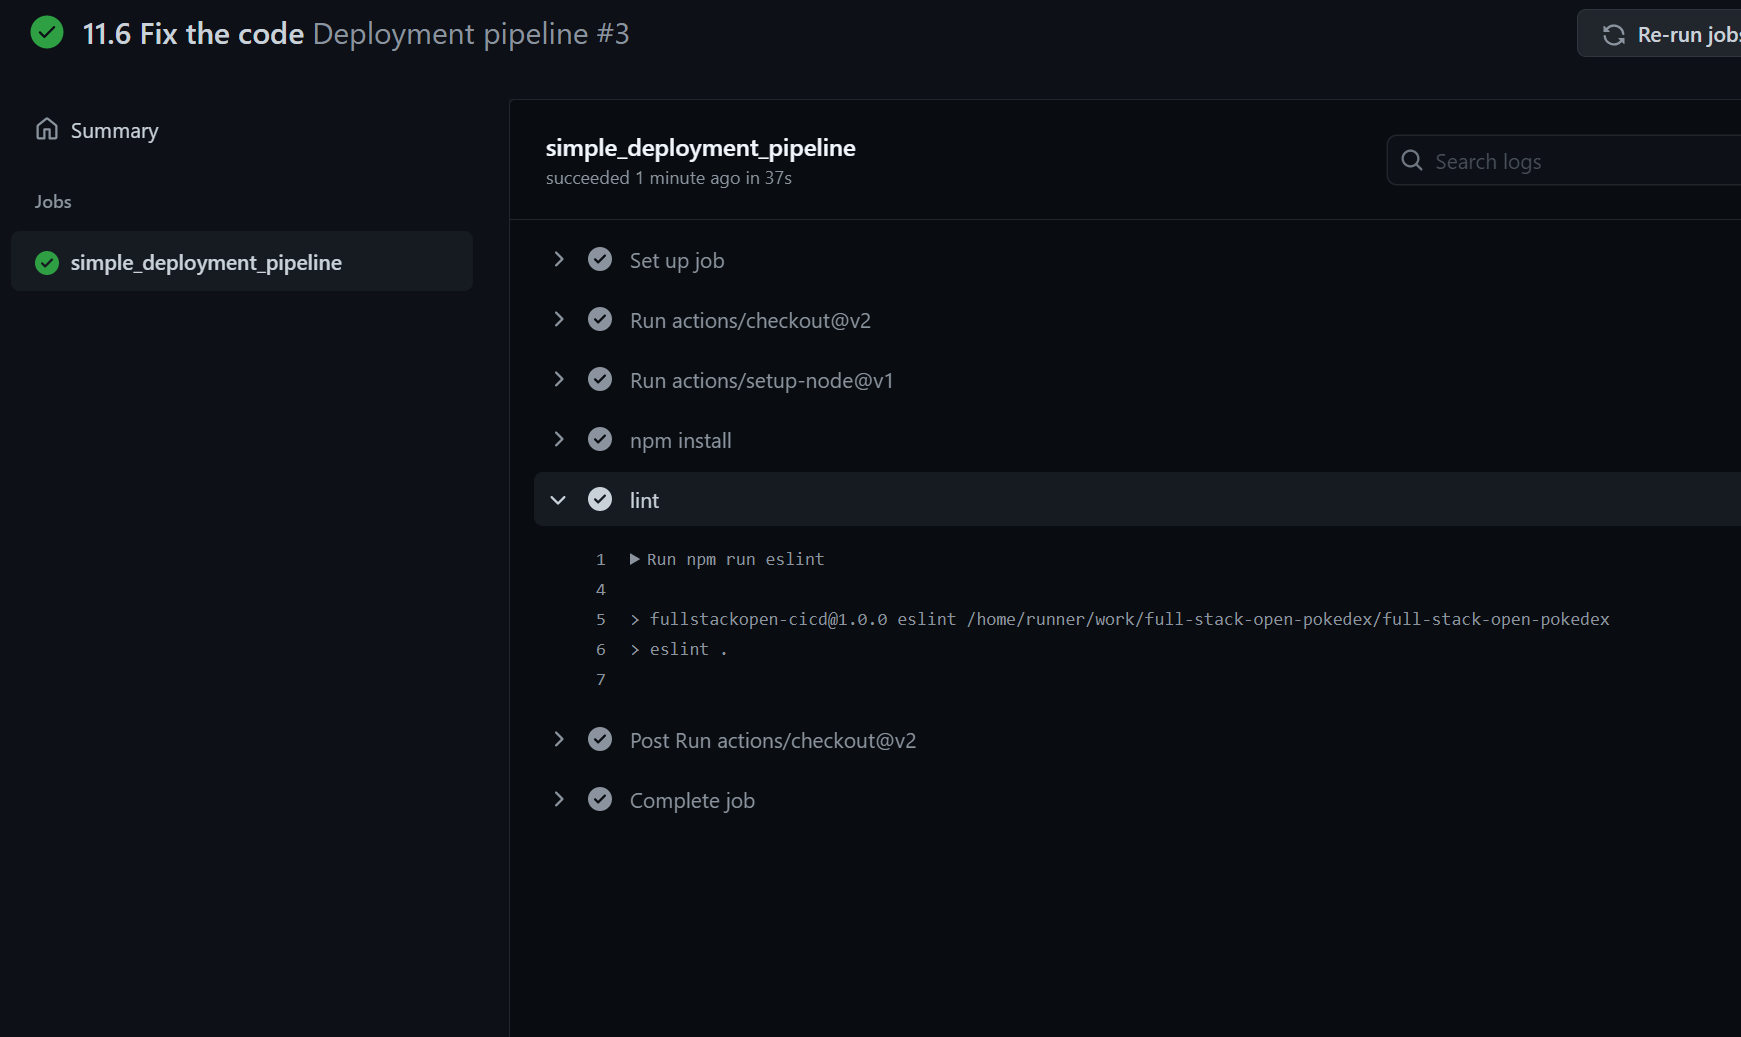 11.6 Fix the code Deployment pipeline #3
Re-run jobs
Summary
Jobs
simple_deployment_pipeline
simple_deployment_pipeline
succeeded 1 minute ago in 37s
Search logs
Set up job
Run actions/checkout@v2
Run actions/setup-node@v1
npm install
lint
1 Run npm run eslint
4
5 > fullstackopen-cicd@1.0.0 eslint /home/runner/work/full-stack-open-pokedex/full-stack-open-pokedex
6 > eslint .
7
Post Run actions/checkout@v2
Complete job